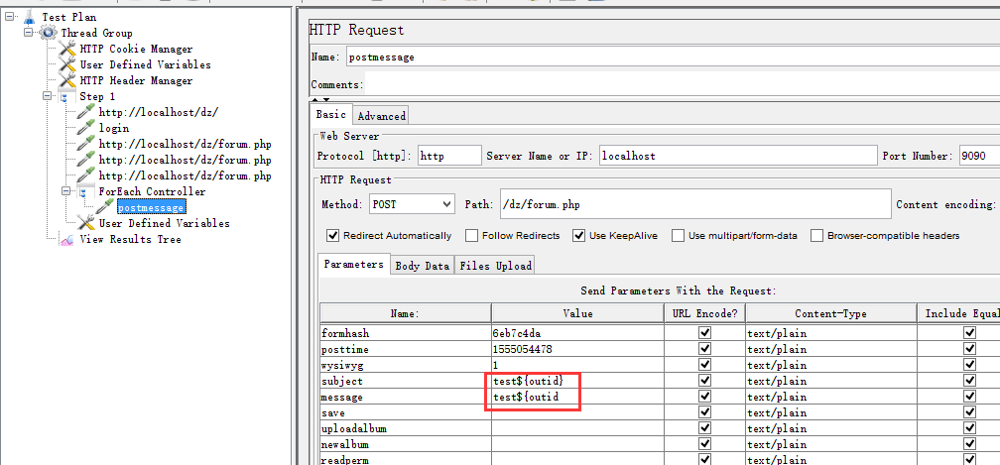 Test Plan
Thread Group
HTTP Cookie Manager
User Defined Variables
HTTP Header Manager
Step 1
http://localhost/dz/
login
http://localhost/dz/forum.php
http://localhost/dz/forum.php
http://localhost/dz/forum.php
ForEach Controller
postmessage
User Defined Variables
View Results Tree
HTTP Request
Name: postmessage
Comments:
Basic Advanced
Web Server
Protocol [http]: http Server Name or IP: localhost Port Number: 9090
HTTP Request
Method: POST Path: /dz/forum.php Content encoding:
Redirect Automatically Follow Redirects Use KeepAlive Use multipart/form-data Browser-compatible headers
Parameters Body Data Files Upload
Send Parameters With the Request:
Name: Value URL Encode? Content-Type Include Equal
formhash 6eb7c4da text/plain
posttime 1555054478 text/plain
wysiwyg 1 text/plain
subject test${outid} text/plain
message test${outid text/plain
save text/plain
uploadalbum text/plain
newalbum text/plain
readperm text/plain